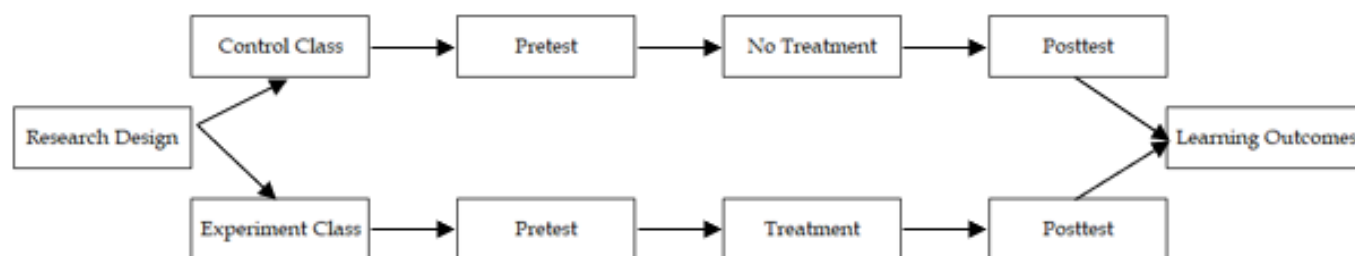 Control Class
Pretest
No Treatment
Posttest
Research Design
Learning Outcomes
Experiment Class
Pretest
Treatment
Posttest